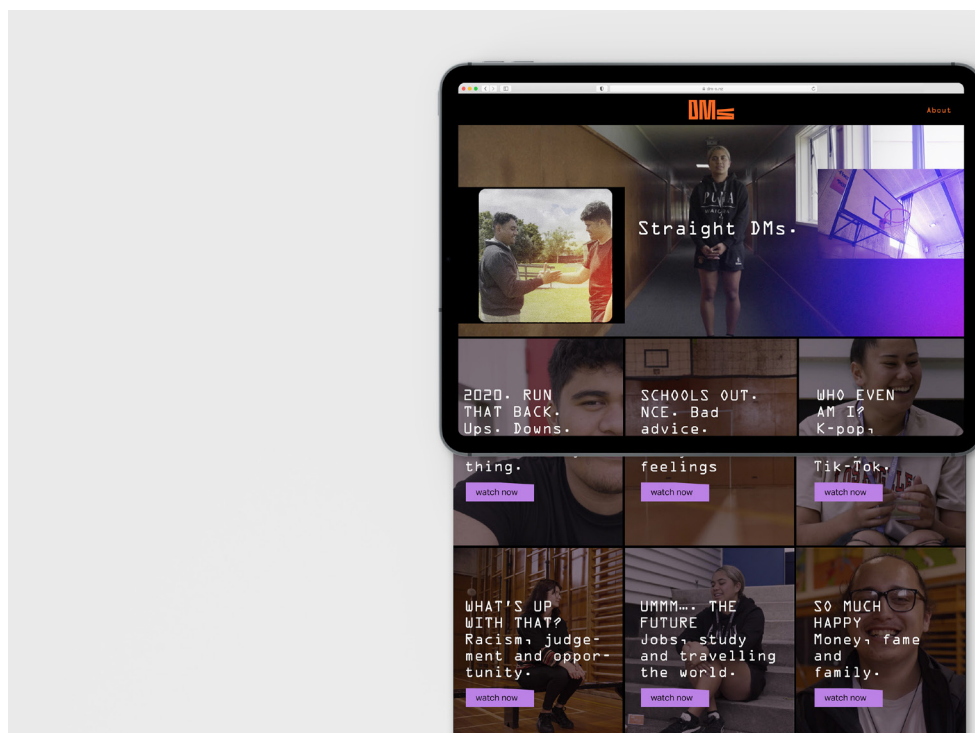 DMs
About
Straight DMs.
2020. RUN
THAT BACK.
Ups. Downs.
thing.
watch now
SCHOOLS OUT.
NCE. Bad
advice.
feelings
watch now
WHO EVEN
AM I?
K-pop,
Tik-Tok.
watch now
WHAT'S UP
WITH THAT?
Racism, judge-
ment and oppor-
tunity.
watch now
UMMM…. THE
FUTURE
Jobs, study
and travelling
the world.
watch now
SO MUCH
HAPPY
Money, fame
and
family.
watch now